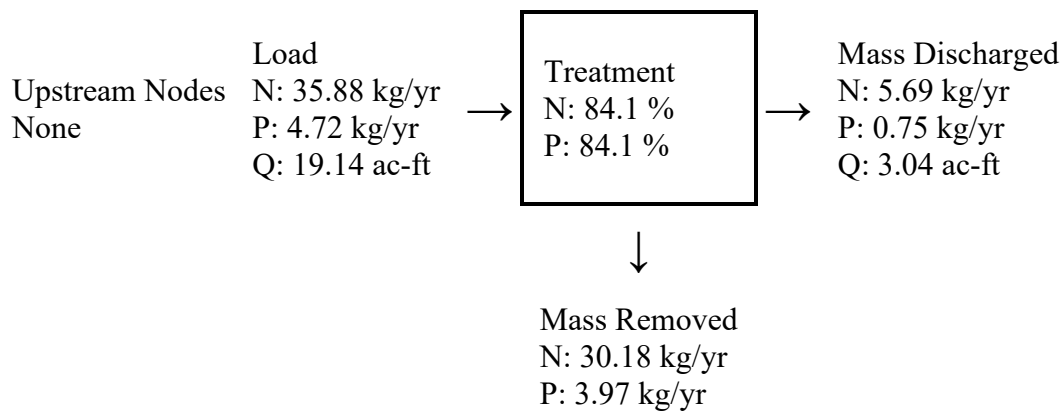 Upstream Nodes
None
Load
N: 35.88 kg/yr
P: 4.72 kg/yr
Q: 19.14 ac-ft
→
Treatment
N: 84.1 %
P: 84.1 %
→
Mass Discharged
N: 5.69 kg/yr
P: 0.75 kg/yr
Q: 3.04 ac-ft
↓
Mass Removed
N: 30.18 kg/yr
P: 3.97 kg/yr